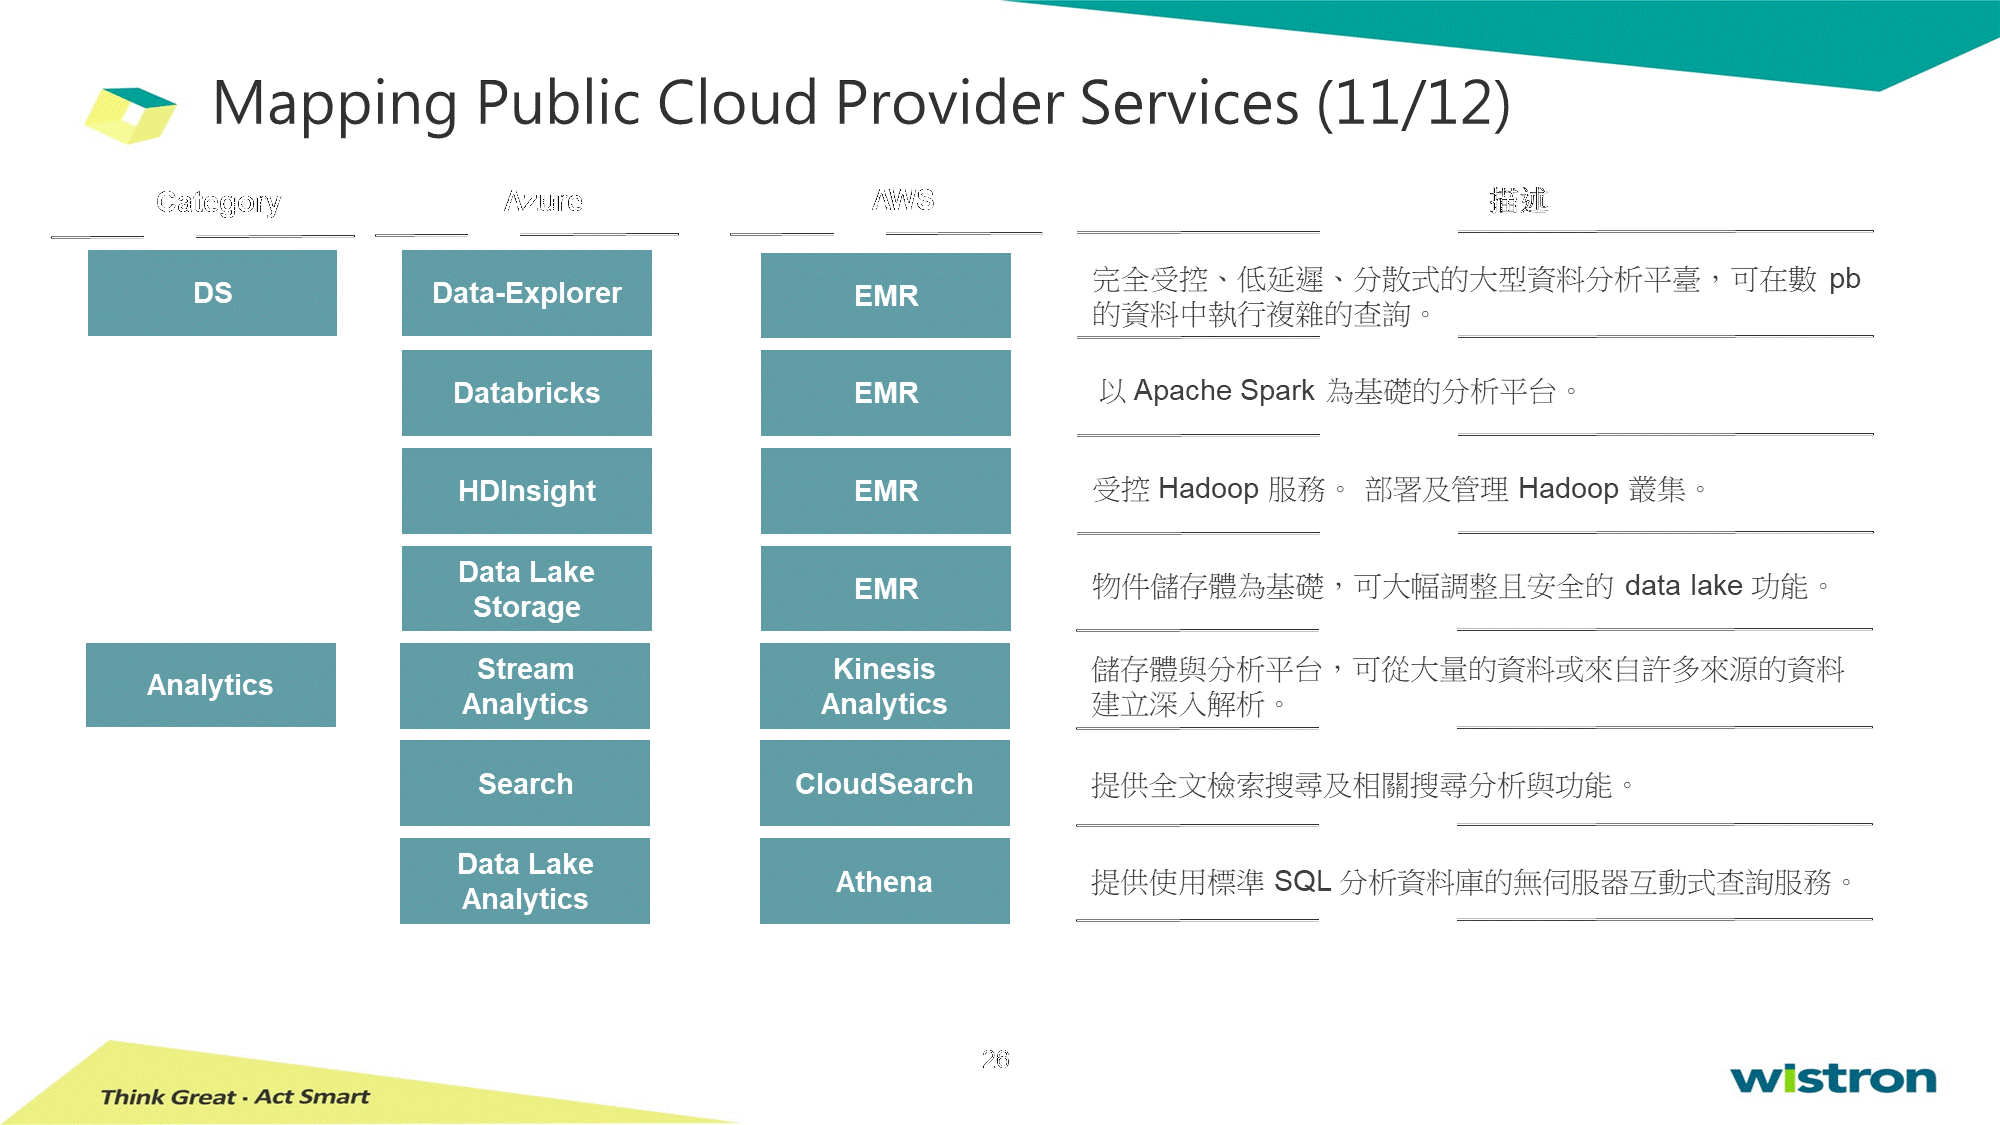 Mapping Public Cloud Provider Services (11/12)
Category
Azure
AWS
描述
DS
Data-Explorer
EMR
完全受控、低延遲、分散式的大型資料分析平臺，可在數 pb
的資料中執行複雜的查詢。
Databricks
EMR
以 Apache Spark 為基礎的分析平台。
HDInsight
EMR
受控 Hadoop 服務。 部署及管理 Hadoop 叢集。
Data Lake
Storage
EMR
物件儲存體為基礎，可大幅調整且安全的 data lake 功能。
Analytics
Stream
Analytics
Kinesis
Analytics
儲存體與分析平台，可從大量的資料或來自許多來源的資料
建立深入解析。
Search
CloudSearch
提供全文檢索搜尋及相關搜尋分析與功能。
Data Lake
Analytics
Athena
提供使用標準 SQL 分析資料庫的無伺服器互動式查詢服務。
26
Think Great · Act Smart
wistron